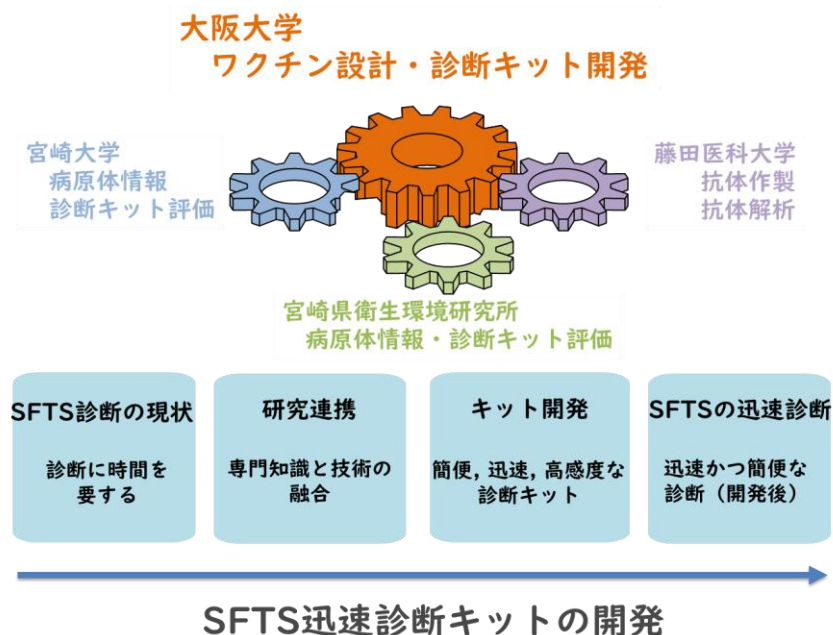 大阪大学
ワクチン設計・診断キット開発
宮崎大学
病原体情報
診断キット評価
藤田医科大学
抗体作製
抗体解析
宮崎県衛生環境研究所
病原体情報・診断キット評価
SFTS診断の現状
診断に時間を
要する
研究連携
専門知識と技術の
融合
キット開発
簡便, 迅速, 高感度な
診断キット
SFTSの迅速診断
迅速かつ簡便な
診断（開発後）
SFTS迅速診断キットの開発